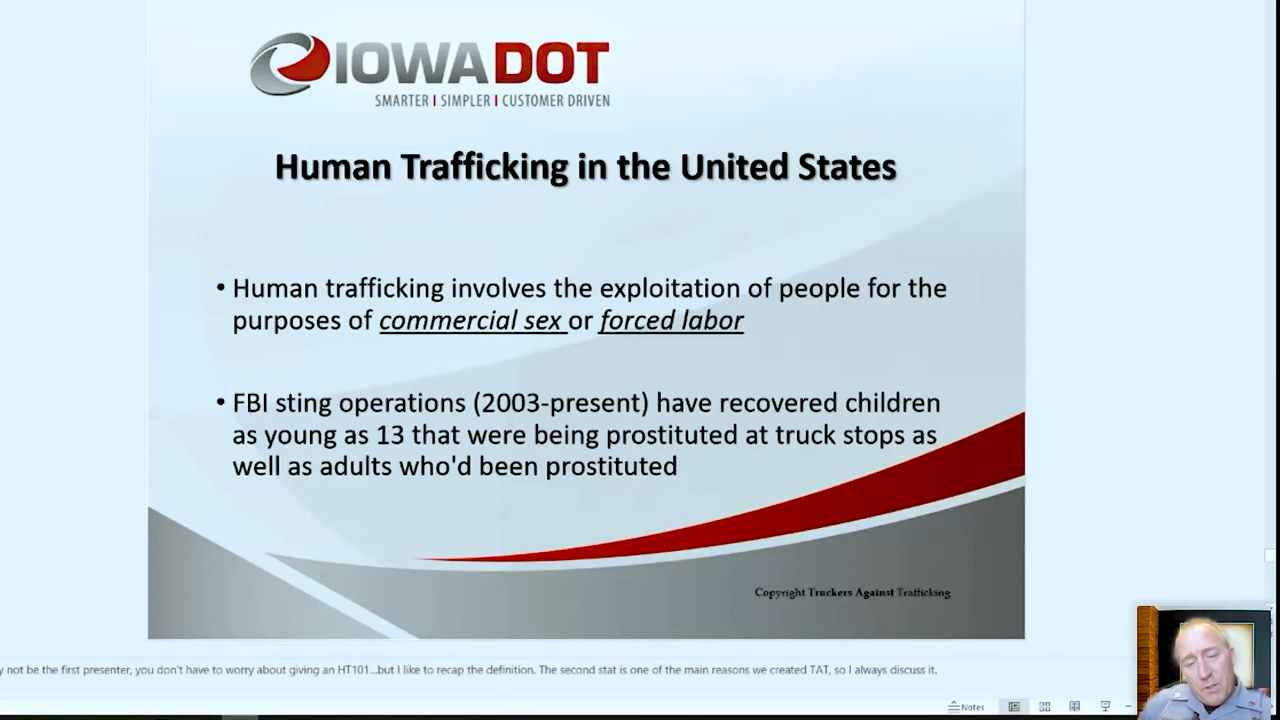 IOWADOT
SMARTER | SIMPLER | CUSTOMER DRIVEN
Human Trafficking in the United States
• Human trafficking involves the exploitation of people for the
purposes of commercial sex or forced labor
• FBI sting operations (2003-present) have recovered children
as young as 13 that were being prostituted at truck stops as
well as adults who'd been prostituted
Copyright Truckers Against Trafficking
y not be the first presenter, you don't have to worry about giving an HT101...but I like to recap the definition. The second stat is one of the main reasons we created TAT, so I always discuss it.
Notes